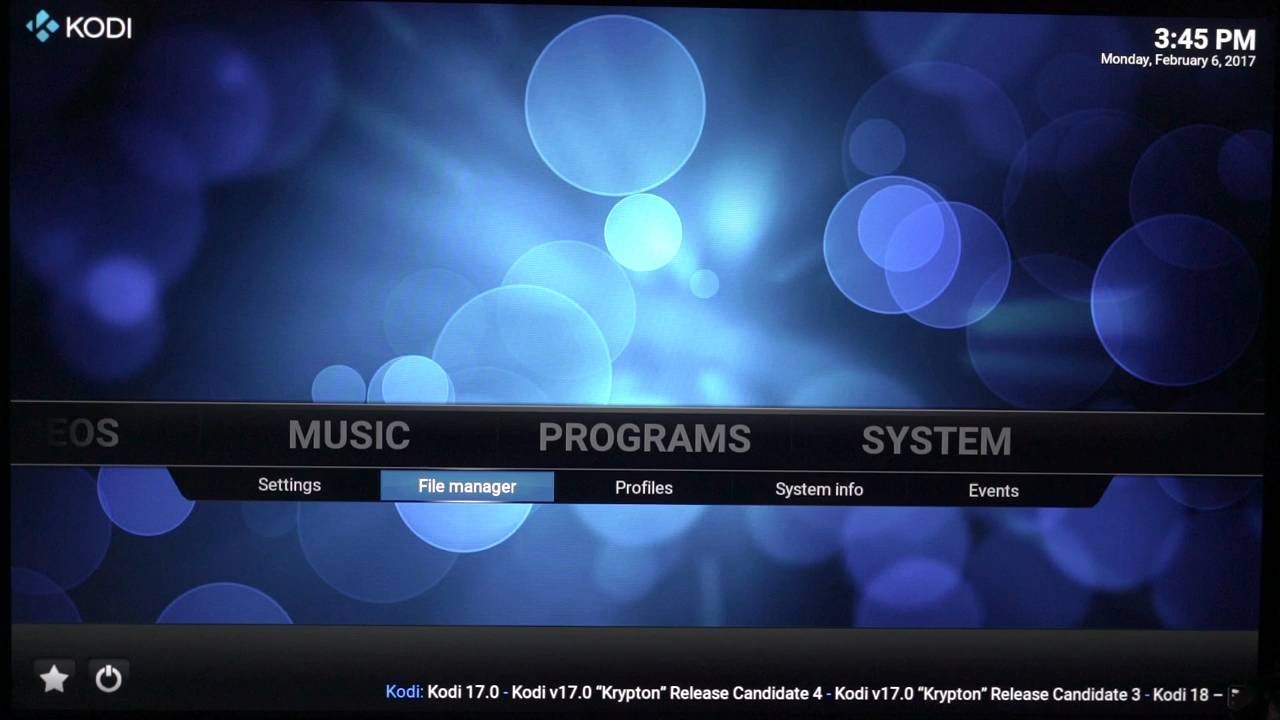 KODI
3:45 PM
Monday, February 6, 2017
EOS MUSIC PROGRAMS SYSTEM
Settings File manager Profiles System info Events
Kodi: Kodi 17.0 - Kodi v17.0 “Krypton” Release Candidate 4 - Kodi v17.0 “Krypton” Release Candidate 3 - Kodi 18 –